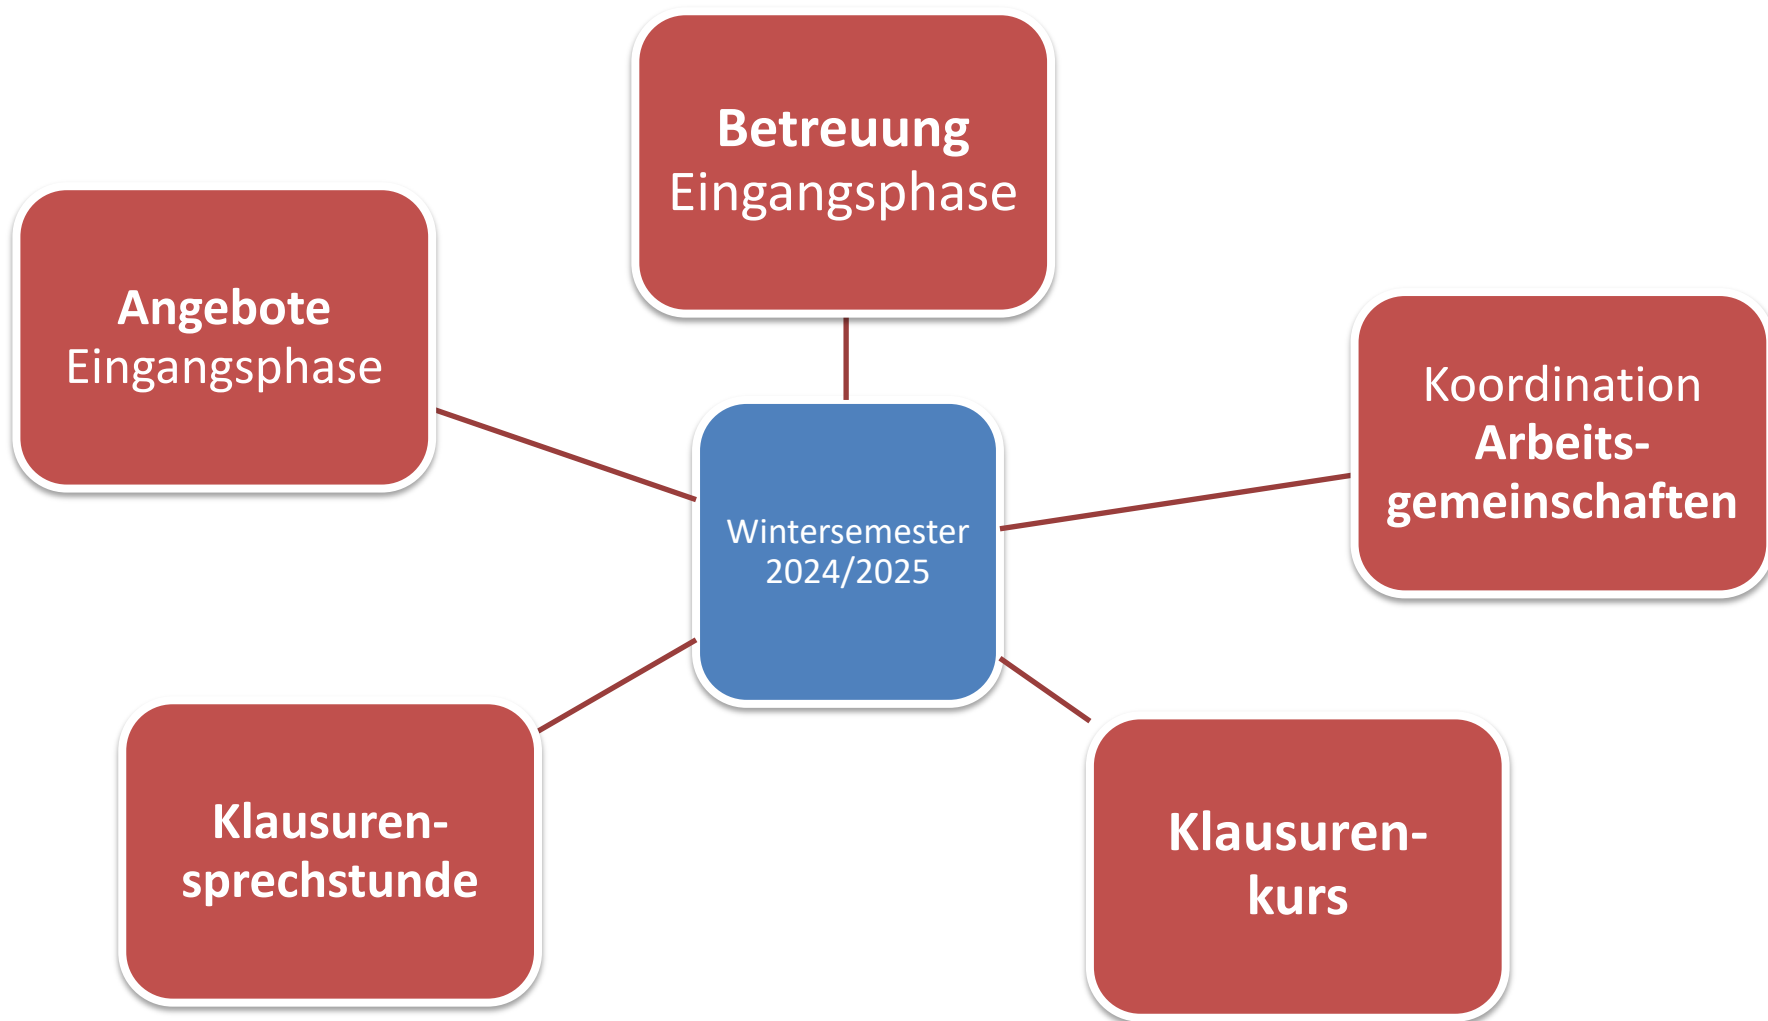 Betreuung
Eingangsphase
Angebote
Eingangsphase
Koordination
Arbeits-
gemeinschaften
Wintersemester
2024/2025
Klausuren-
sprechstunde
Klausuren-
kurs